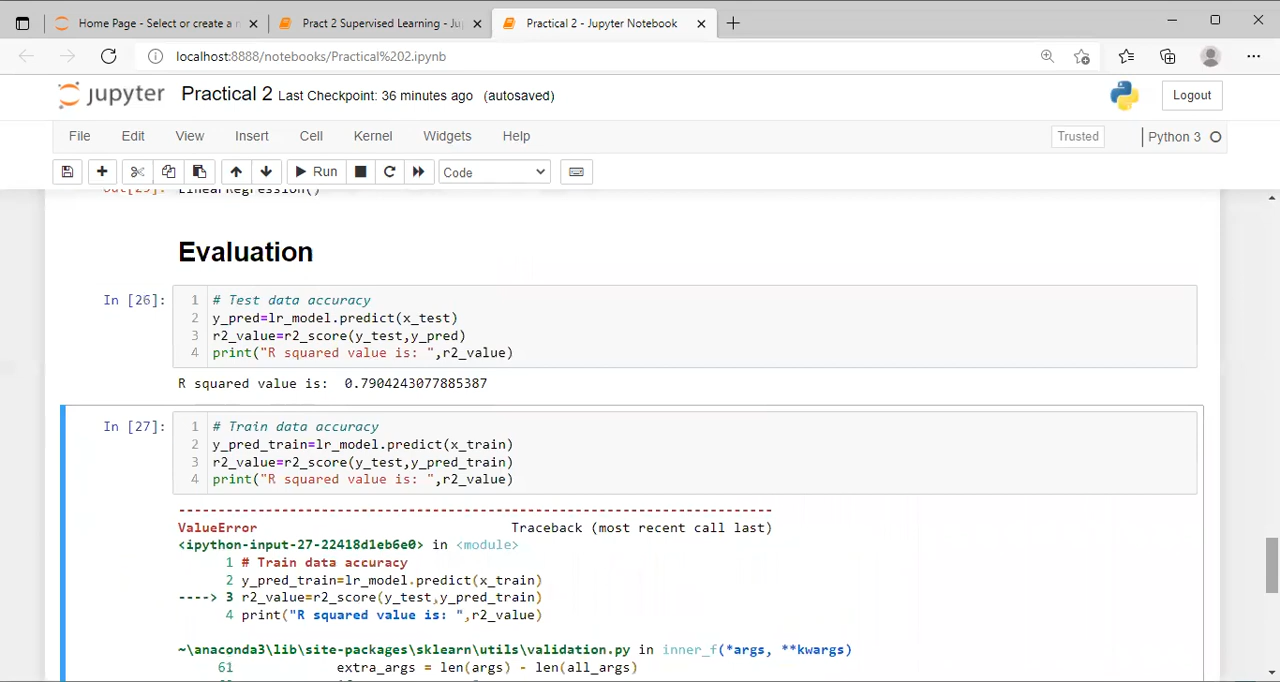 Home Page - Select or create a n
Pract 2 Supervised Learning - Ju
Practical 2 - Jupyter Notebook
localhost:8888/notebooks/Practical%202.ipynb
jupyter Practical 2 Last Checkpoint: 36 minutes ago (autosaved)
Logout
File Edit View Insert Cell Kernel Widgets Help
Trusted
Python 3
Run
Code
Out[25]: LinearRegression()
Evaluation
In [26]:
1 # Test data accuracy
2 y_pred=lr_model.predict(x_test)
3 r2_value=r2_score(y_test,y_pred)
4 print("R squared value is: ",r2_value)
R squared value is:  0.7904243077885387
In [27]:
1 # Train data accuracy
2 y_pred_train=lr_model.predict(x_train)
3 r2_value=r2_score(y_test,y_pred_train)
4 print("R squared value is: ",r2_value)
---------------------------------------------------------------------------
ValueError                                Traceback (most recent call last)
<ipython-input-27-22418d1eb6e0> in <module>
1 # Train data accuracy
2 y_pred_train=lr_model.predict(x_train)
----> 3 r2_value=r2_score(y_test,y_pred_train)
4 print("R squared value is: ",r2_value)
~\anaconda3\lib\site-packages\sklearn\utils\validation.py in inner_f(*args, **kwargs)
61 extra_args = len(args) - len(all_args)